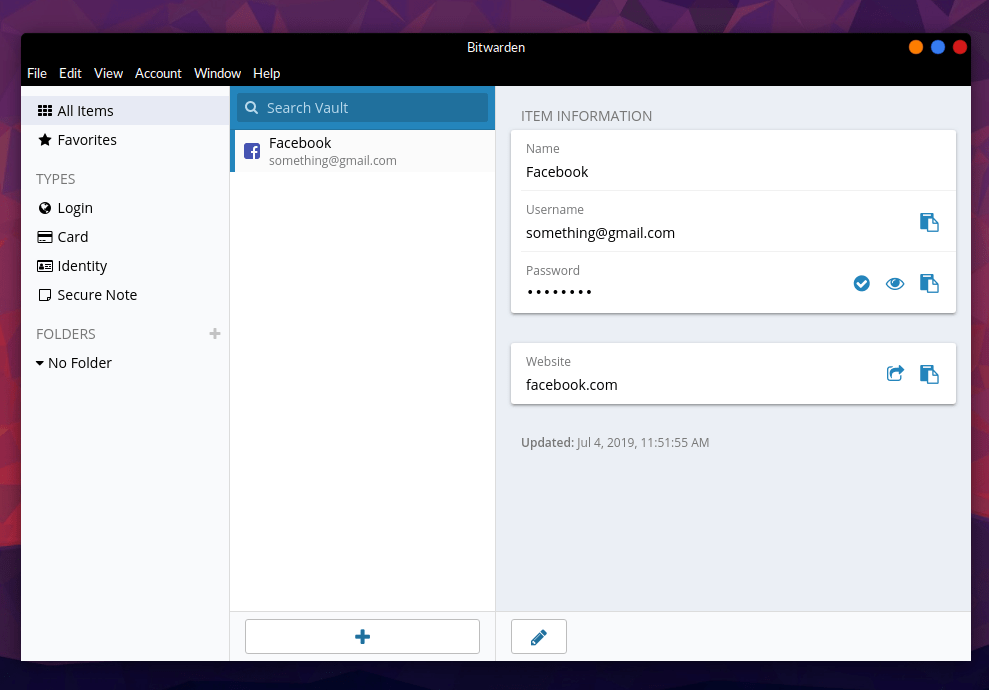 Bitwarden
File Edit View Account Window Help
All Items
Favorites
TYPES
Login
Card
Identity
Secure Note
FOLDERS
No Folder
Search Vault
Facebook
something@gmail.com
ITEM INFORMATION
Name
Facebook
Username
something@gmail.com
Password
••••••••
Website
facebook.com
Updated: Jul 4, 2019, 11:51:55 AM